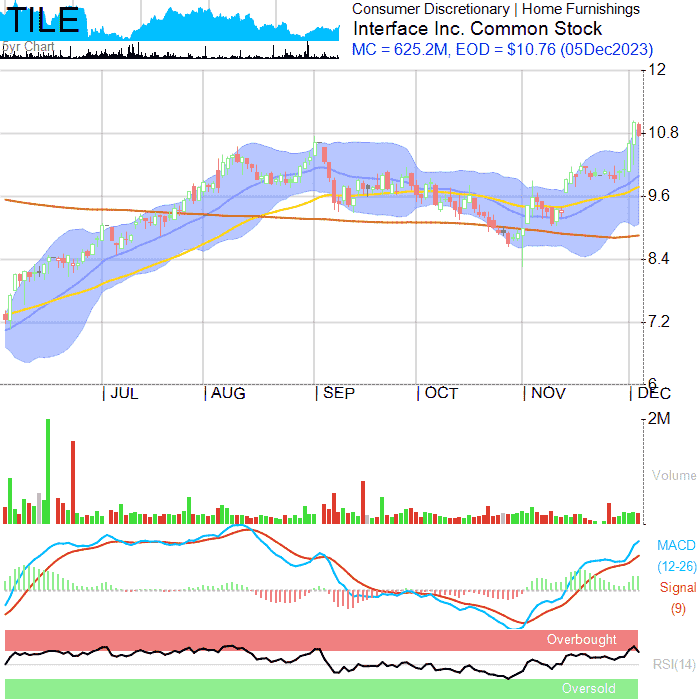 TILE
5yr Chart
Consumer Discretionary | Home Furnishings
Interface Inc. Common Stock
MC = 625.2M, EOD = $10.76 (05Dec2023)
12
10.8
9.6
8.4
7.2
6
JUL
AUG
SEP
OCT
NOV
DEC
2M
Volume
MACD
(12-26)
Signal
(9)
Overbought
RSI(14)
Oversold